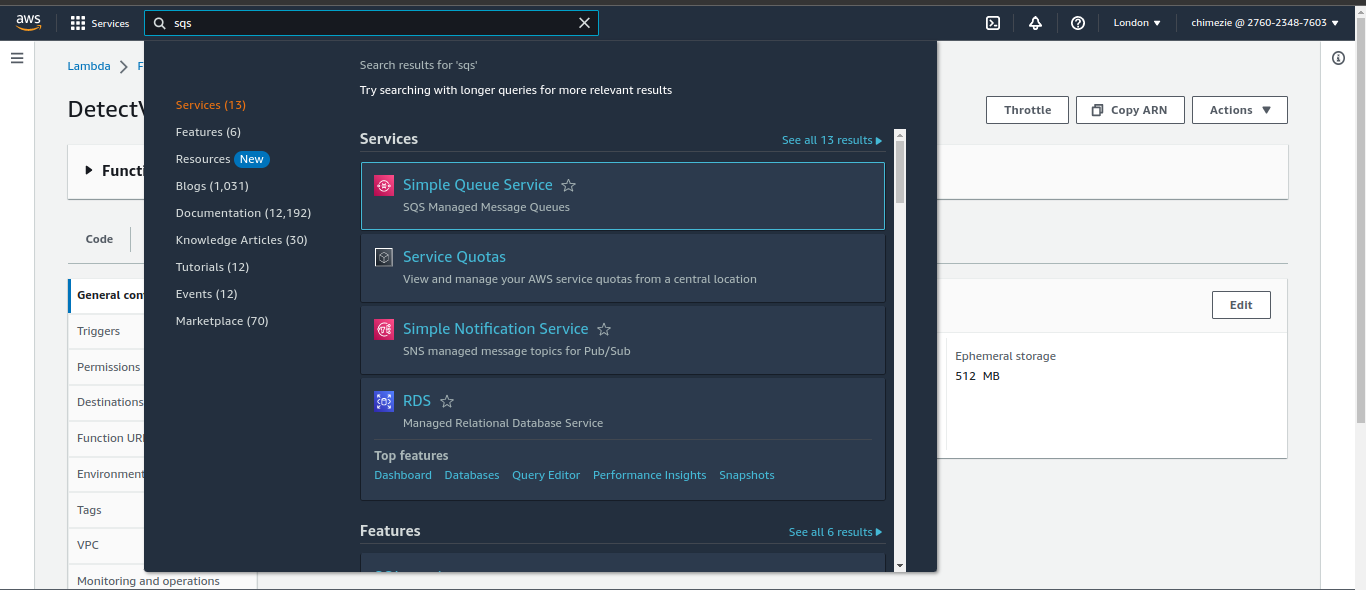 aws
Services
sqs
London
chimezie @ 2760-2348-7603
Lambda
Search results for 'sqs'
Try searching with longer queries for more relevant results
Services (13)
Features (6)
Resources New
Blogs (1,031)
Documentation (12,192)
Knowledge Articles (30)
Tutorials (12)
Events (12)
Marketplace (70)
Services
See all 13 results
Simple Queue Service
SQS Managed Message Queues
Service Quotas
View and manage your AWS service quotas from a central location
Simple Notification Service
SNS managed message topics for Pub/Sub
RDS
Managed Relational Database Service
Top features
Dashboard Databases Query Editor Performance Insights Snapshots
Features
See all 6 results
Throttle
Copy ARN
Actions
Code
General con
Triggers
Permissions
Destinations
Function UR
Environment
Tags
VPC
Monitoring and operations
Edit
Ephemeral storage
512 MB